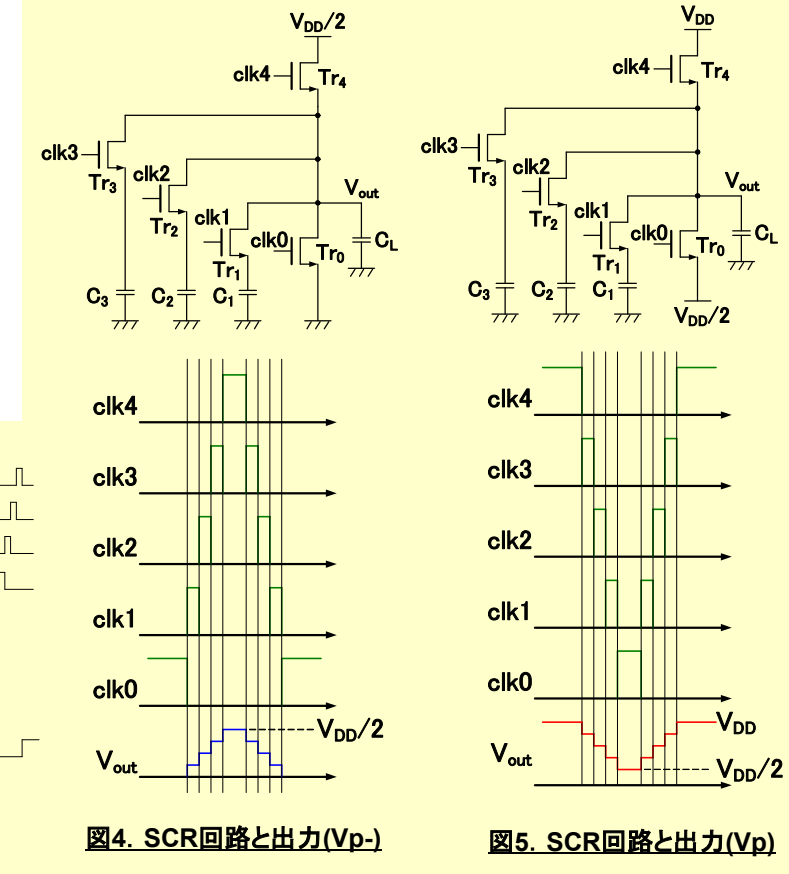 V_DD/2
clk4
Tr4
clk3
Tr3
clk2
Tr2
clk1
Tr1
clk0
Tr0
Vout
CL
C3
C2
C1
clk4
clk3
clk2
clk1
clk0
Vout
VDD/2
図4. SCR回路と出力(Vp-)
VDD
clk4
Tr4
clk3
Tr3
clk2
Tr2
clk1
Tr1
clk0
Tr0
Vout
CL
C3
C2
C1
VDD/2
clk4
clk3
clk2
clk1
clk0
Vout
VDD
VDD/2
図5. SCR回路と出力(Vp)